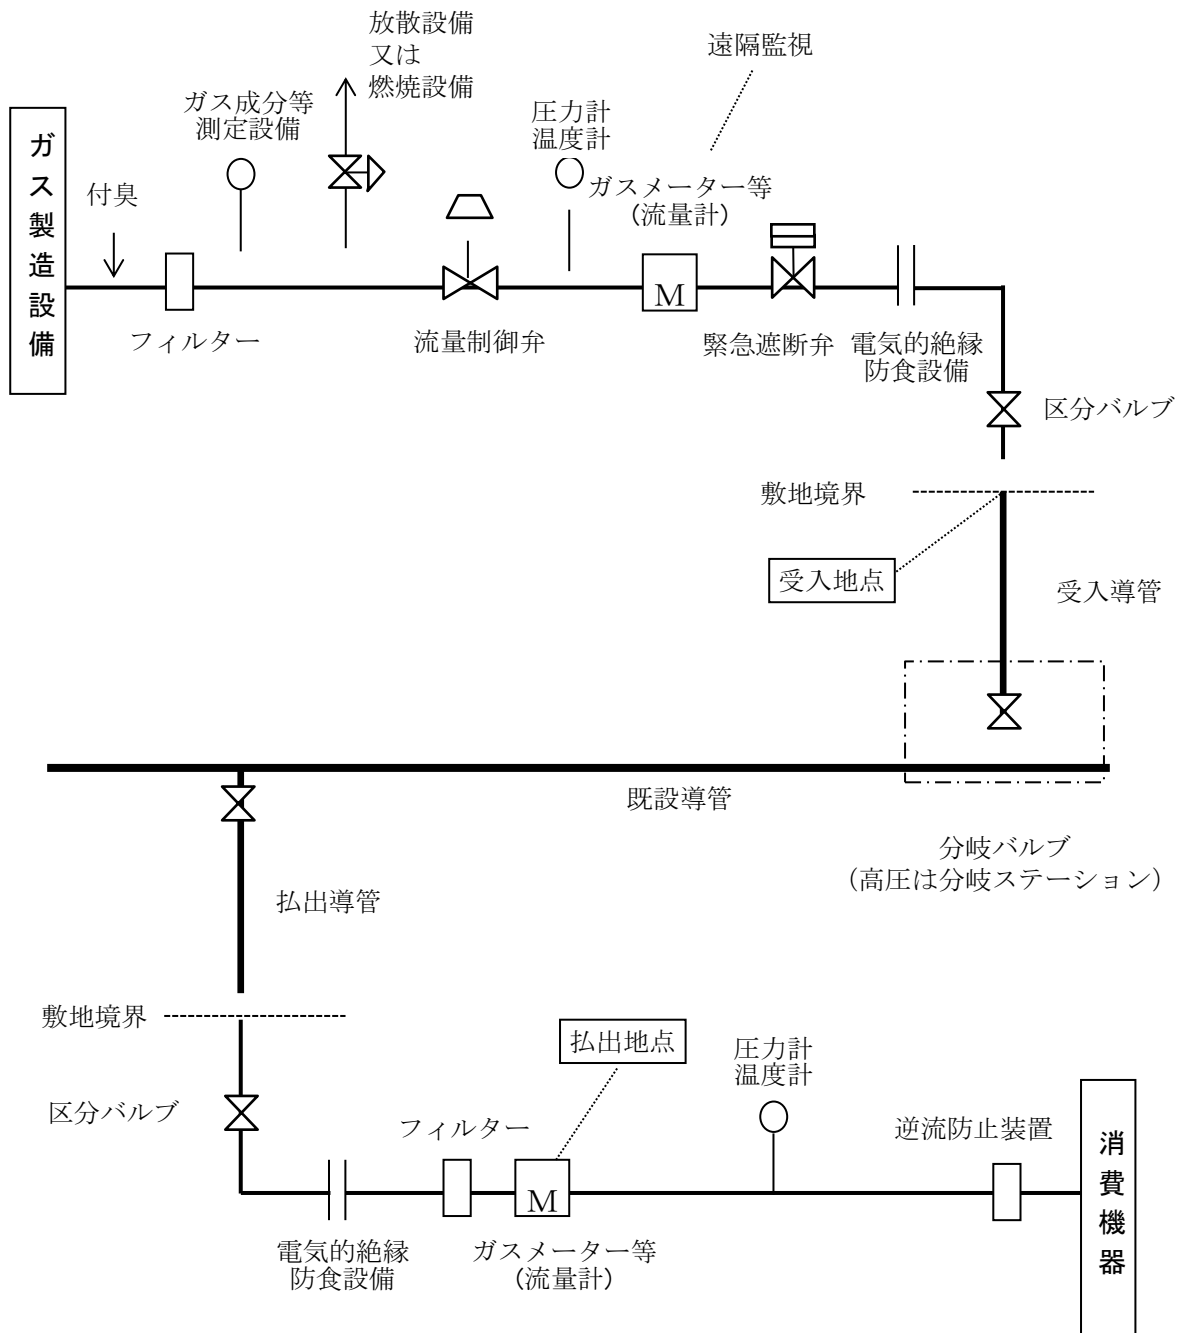 放散設備
又は
燃焼設備
遠隔監視
ガス成分等
測定設備
圧力計
温度計
ガス製造設備
付臭
ガスメーター等
(流量計)
M
フィルター
流量制御弁
緊急遮断弁
電気的絶縁
防食設備
区分バルブ
敷地境界
受入地点
受入導管
既設導管
分岐バルブ
(高圧は分岐ステーション)
払出導管
敷地境界
払出地点
圧力計
温度計
区分バルブ
フィルター
逆流防止装置
消費機器
M
電気的絶縁
防食設備
ガスメーター等
(流量計)